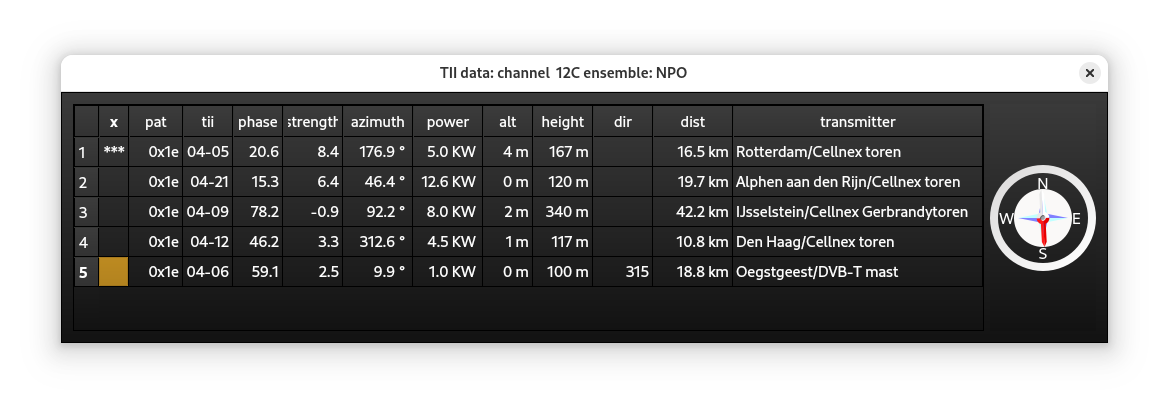 TII data: channel 12C ensemble: NPO
x pat tii phase strength azimuth power alt height dir dist transmitter
1 *** 0x1e 04-05 20.6 8.4 176.9 ° 5.0 KW 4 m 167 m 16.5 km Rotterdam/Cellnex toren
2 0x1e 04-21 15.3 6.4 46.4 ° 12.6 KW 0 m 120 m 19.7 km Alphen aan den Rijn/Cellnex toren
3 0x1e 04-09 78.2 -0.9 92.2 ° 8.0 KW 2 m 340 m 42.2 km IJsselstein/Cellnex Gerbrandytoren
4 0x1e 04-12 46.2 3.3 312.6 ° 4.5 KW 1 m 117 m 10.8 km Den Haag/Cellnex toren
5 0x1e 04-06 59.1 2.5 9.9 ° 1.0 KW 0 m 100 m 315 18.8 km Oegstgeest/DVB-T mast
N
W E
S